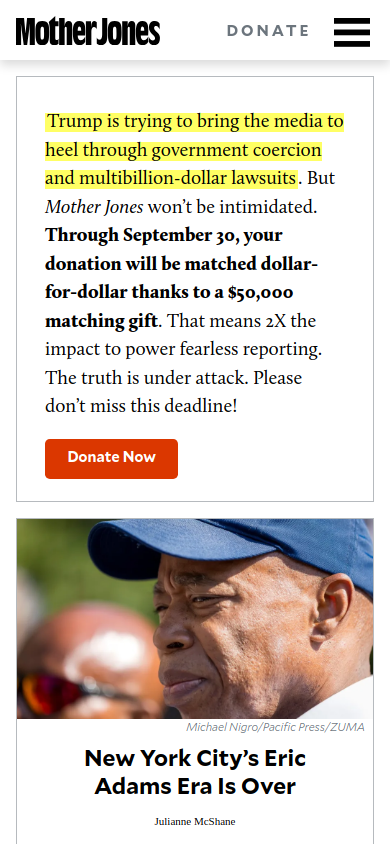 Mother Jones
DONATE
Trump is trying to bring the media to
heel through government coercion
and multibillion-dollar lawsuits. But
Mother Jones won’t be intimidated.
Through September 30, your
donation will be matched dollar-
for-dollar thanks to a $50,000
matching gift. That means 2X the
impact to power fearless reporting.
The truth is under attack. Please
don’t miss this deadline!
Donate Now
Michael Nigro/Pacific Press/ZUMA
New York City’s Eric
Adams Era Is Over
Julianne McShane